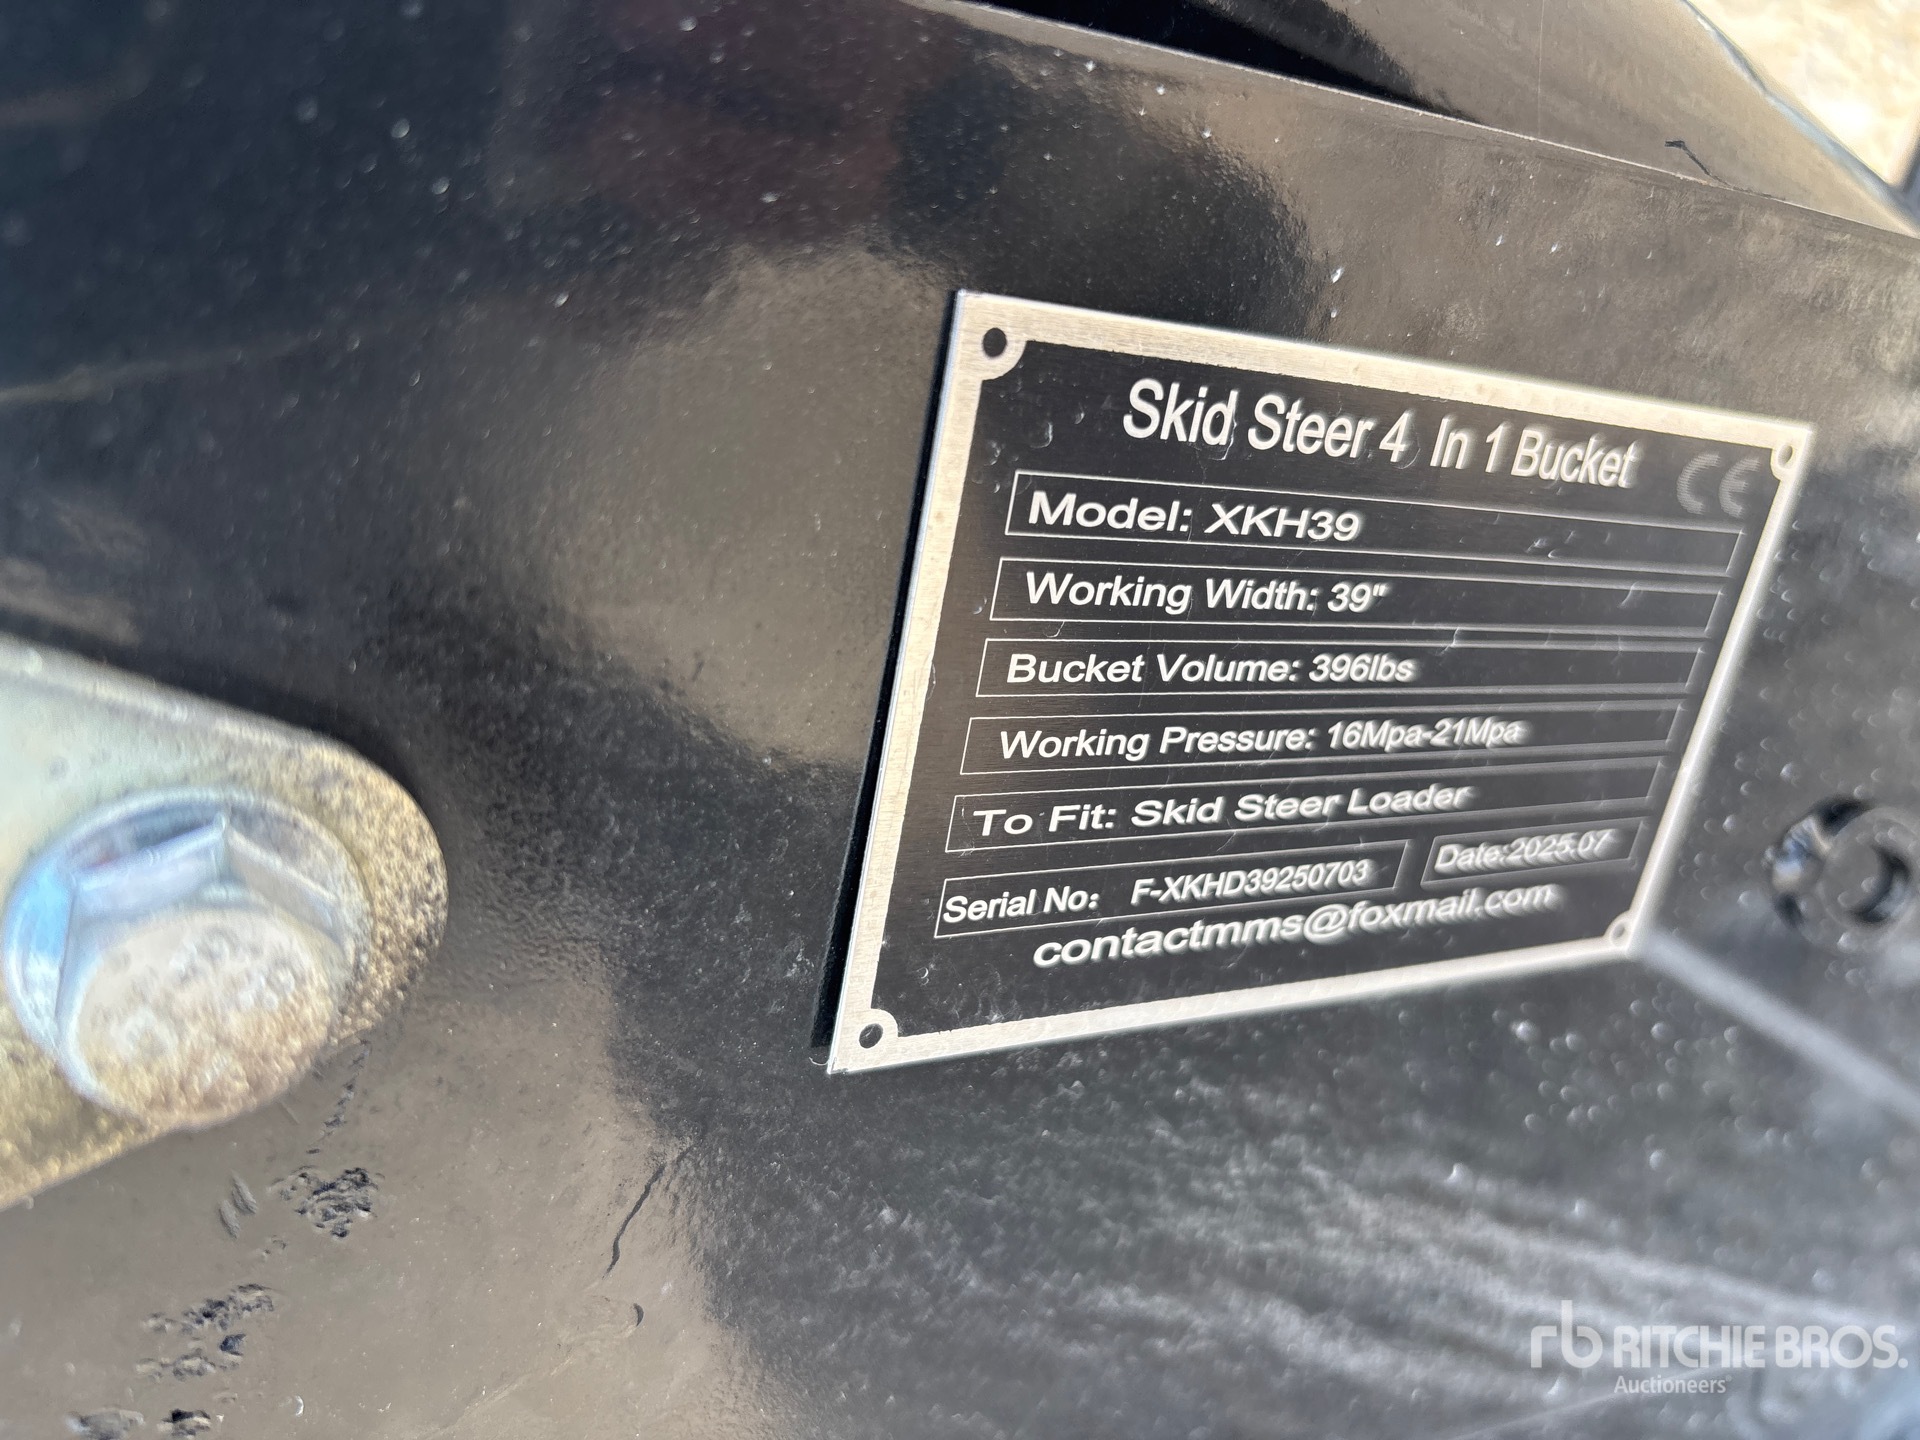 Skid Steer 4 In 1 Bucket
CE
Model: XKH39
Working Width: 39"
Bucket Volume: 396lbs
Working Pressure: 16Mpa-21Mpa
To Fit: Skid Steer Loader
Serial No: F-XKHD39250703 Date:2025.07
contactmms@foxmail.com
rb RITCHIE BROS.
Auctioneers